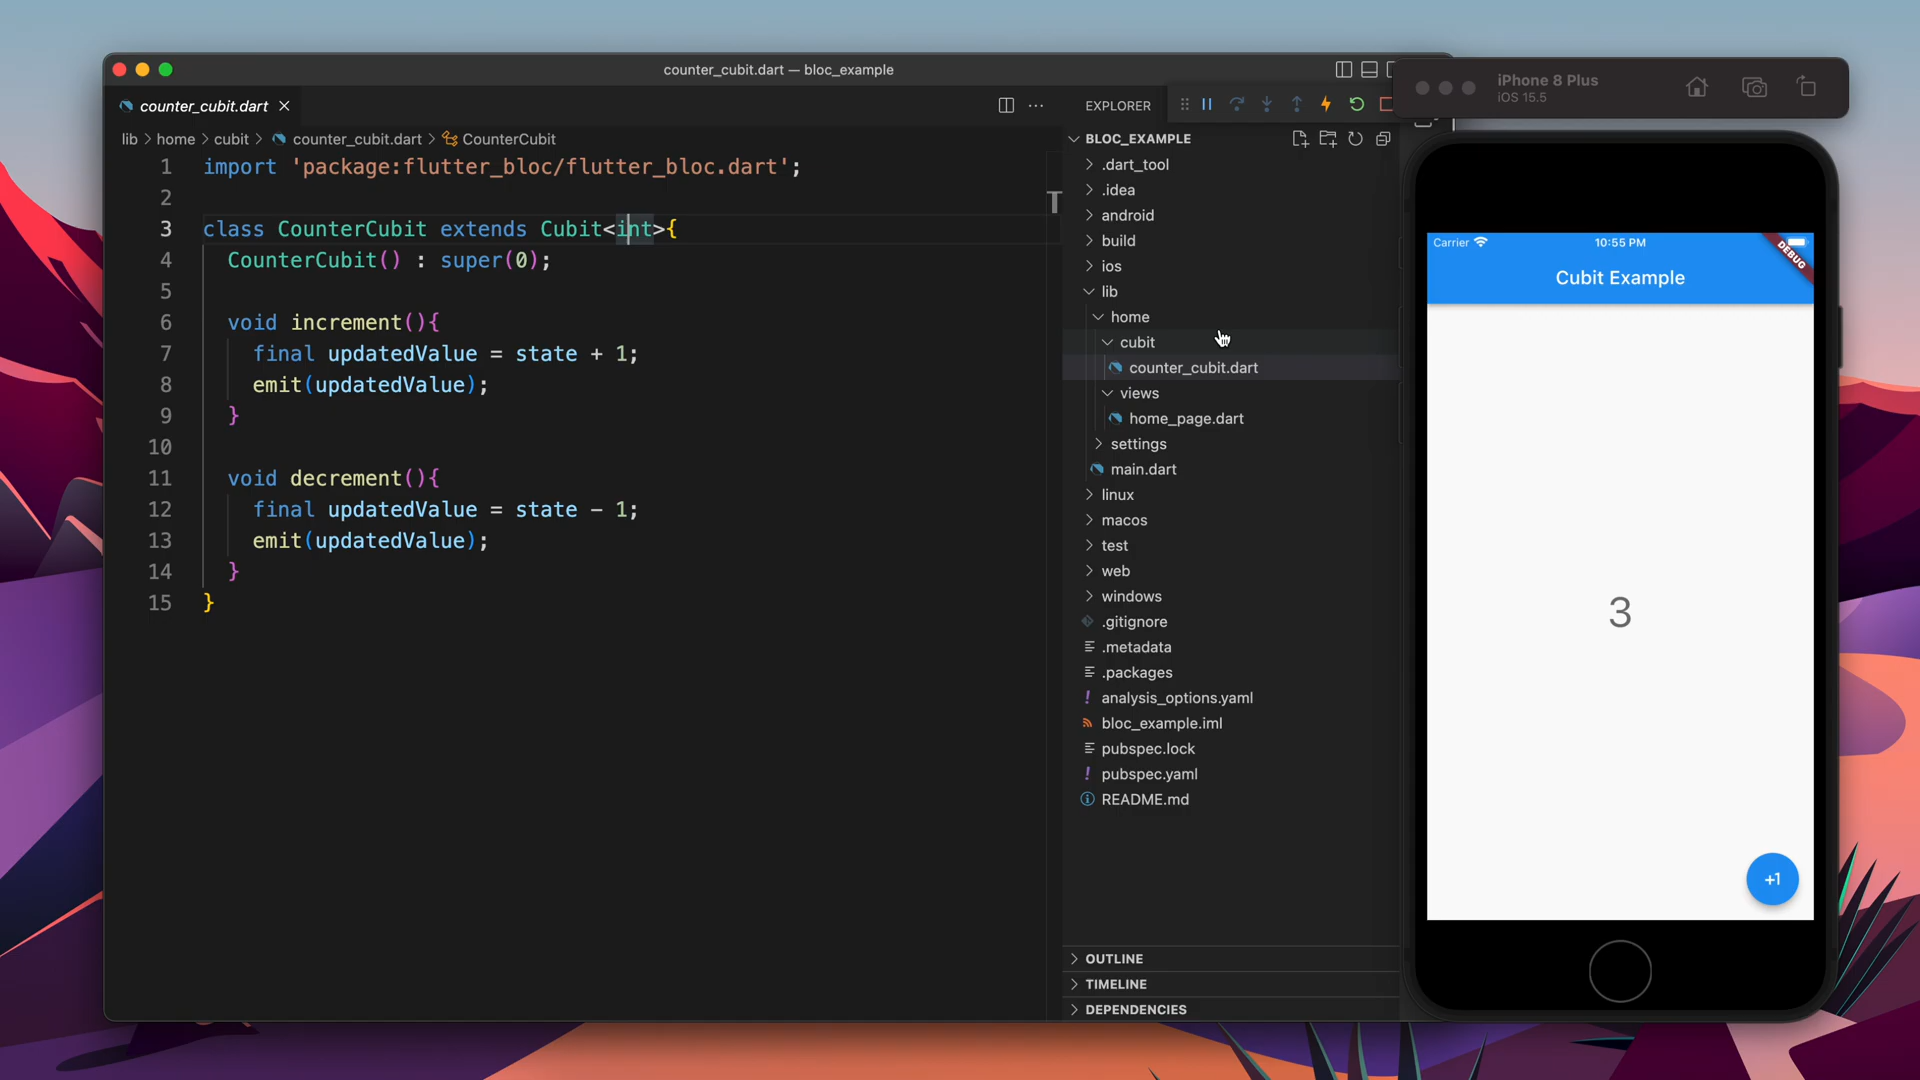 counter_cubit.dart — bloc_example
counter_cubit.dart
lib > home > cubit > counter_cubit.dart > CounterCubit
1 import 'package:flutter_bloc/flutter_bloc.dart';
2
3 class CounterCubit extends Cubit<int>{
4 CounterCubit() : super(0);
5
6 void increment(){
7 final updatedValue = state + 1;
8 emit(updatedValue);
9 }
10
11 void decrement(){
12 final updatedValue = state - 1;
13 emit(updatedValue);
14 }
15 }
EXPLORER
BLOC_EXAMPLE
.dart_tool
.idea
android
build
ios
lib
home
cubit
counter_cubit.dart
views
home_page.dart
settings
main.dart
linux
macos
test
web
windows
.gitignore
.metadata
.packages
analysis_options.yaml
bloc_example.iml
pubspec.lock
pubspec.yaml
README.md
OUTLINE
TIMELINE
DEPENDENCIES
iPhone 8 Plus
iOS 15.5
Carrier 10:55 PM
DEBUG
Cubit Example
3
+1